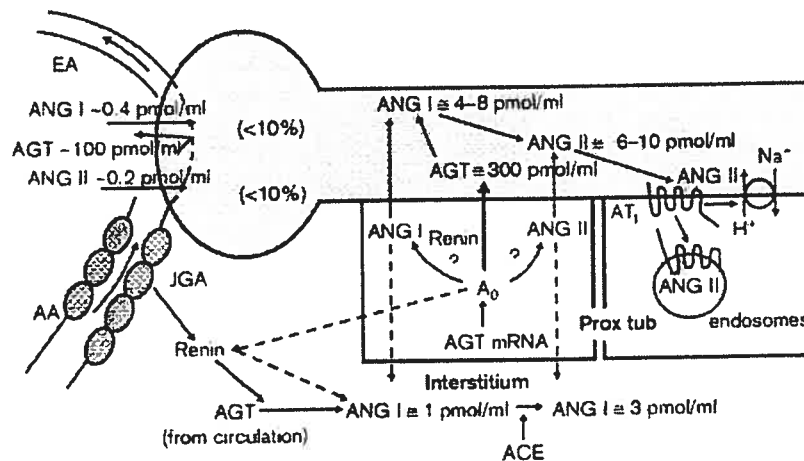 EA
ANG I ~0.4 pmol/ml
AGT ~100 pmol/ml
ANG II ~0.2 pmol/ml
(<10%)
(<10%)
ANG I ≅ 4–8 pmol/ml
ANG II ≅ 6–10 pmol/ml
AGT ≅ 300 pmol/ml
ANG II
Na⁻
AT₁
H⁺
ANG I
Renin
?
?
ANG II
A₀
AGT mRNA
Prox tub
ANG II
endosomes
JGA
AA
Renin
Interstitium
AGT
(from circulation)
ANG I ≅ 1 pmol/ml
ANG I ≅ 3 pmol/ml
ACE